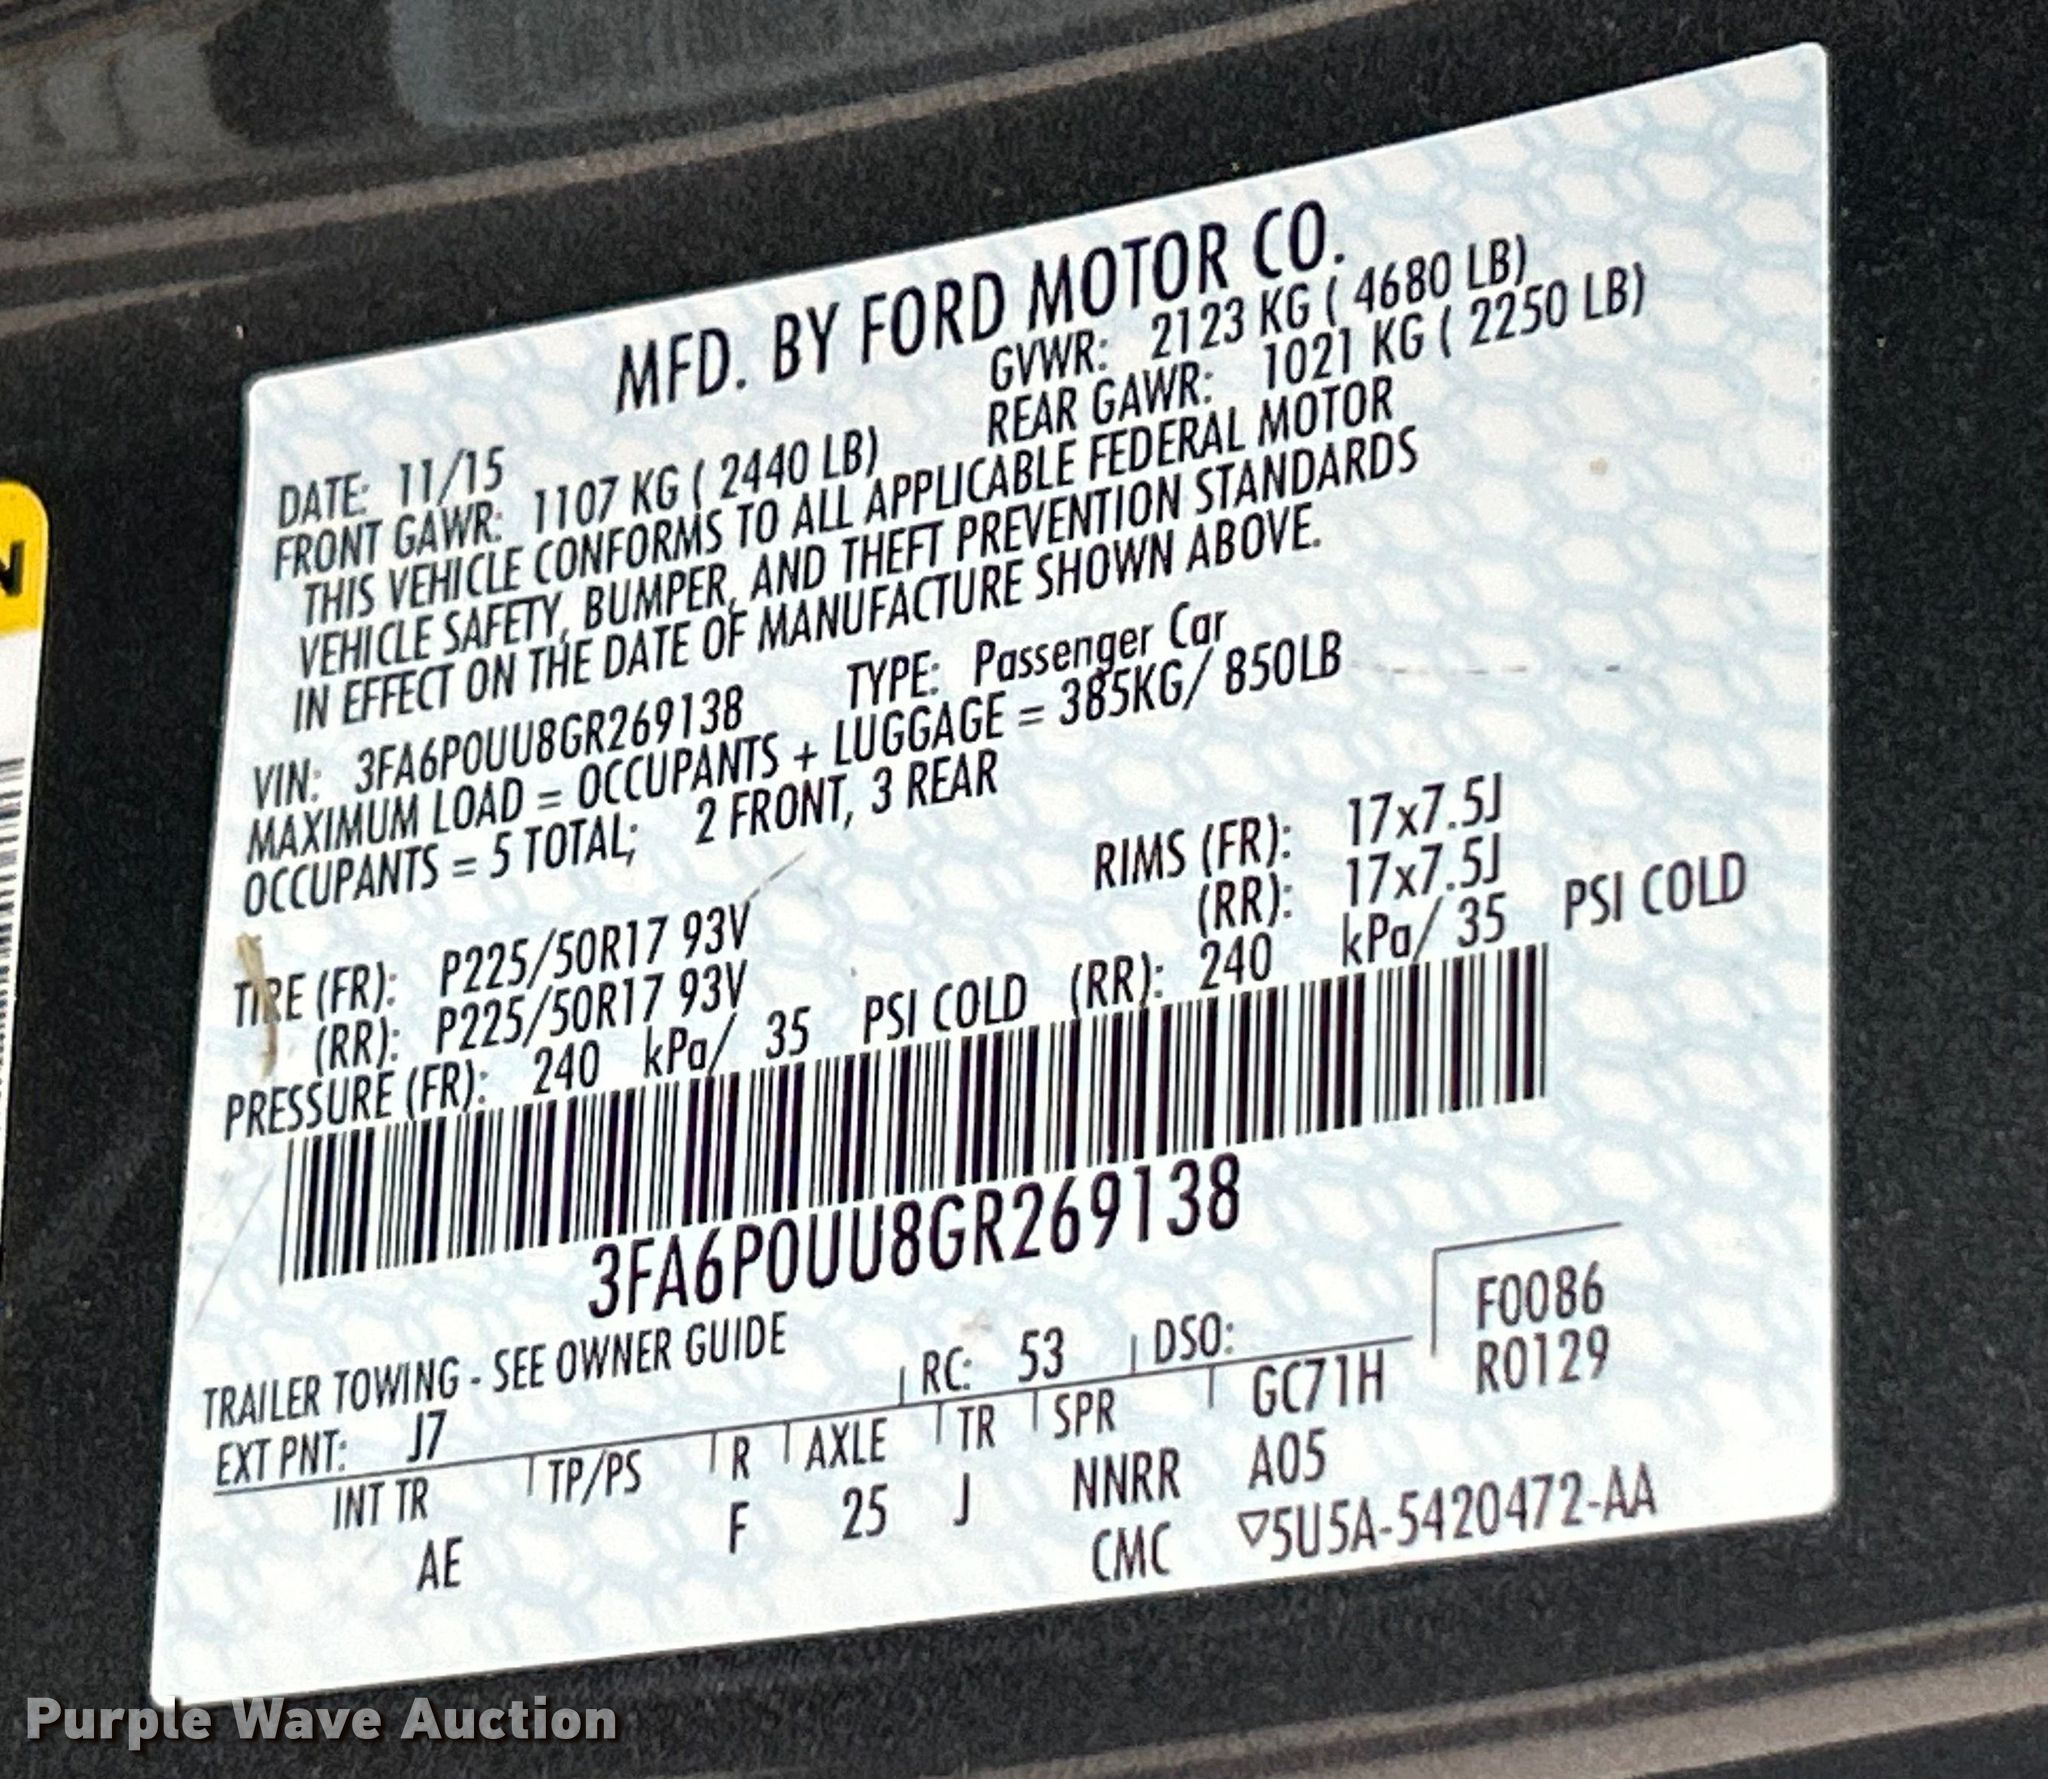 MFD. BY FORD MOTOR CO.
DATE: 11/15 GVWR: 2123 KG ( 4680 LB)
FRONT GAWR: 1107 KG ( 2440 LB) REAR GAWR: 1021 KG ( 2250 LB)
THIS VEHICLE CONFORMS TO ALL APPLICABLE FEDERAL MOTOR
VEHICLE SAFETY, BUMPER, AND THEFT PREVENTION STANDARDS
IN EFFECT ON THE DATE OF MANUFACTURE SHOWN ABOVE.
VIN: 3FA6P0UU8GR269138 TYPE: Passenger Car
MAXIMUM LOAD = OCCUPANTS + LUGGAGE = 385KG/ 850LB
OCCUPANTS = 5 TOTAL; 2 FRONT, 3 REAR
TIRE (FR): P225/50R17 93V RIMS (FR): 17x7.5J
(RR): P225/50R17 93V (RR): 17x7.5J
PRESSURE (FR): 240 kPa/ 35 PSI COLD (RR): 240 kPa/ 35 PSI COLD
3FA6P0UU8GR269138
TRAILER TOWING - SEE OWNER GUIDE
F0086
EXT PNT: J7 RC: 53 DSO: R0129
INT TR TP/PS R AXLE TR SPR GC71H
AE F 25 J NNRR A05
CMC ▽5U5A-5420472-AA
N
Purple Wave Auction